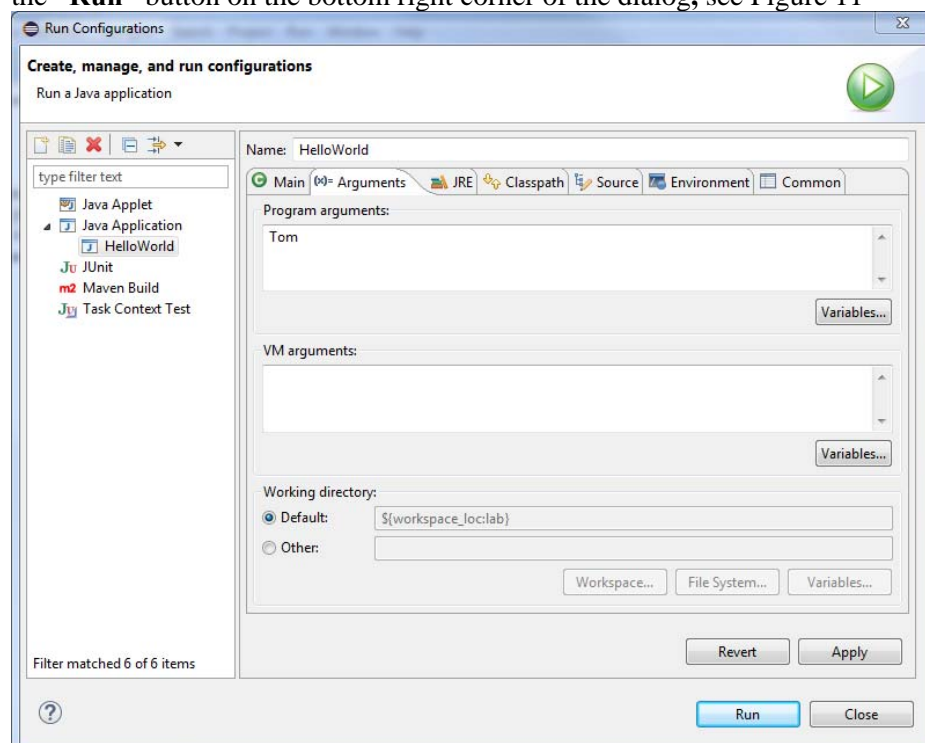 the "Run" button on the bottom right corner of the dialog, see Figure 11
Run Configurations
Create, manage, and run configurations
Run a Java application
type filter text
Java Applet
Java Application
HelloWorld
JUnit
Maven Build
Task Context Test
Filter matched 6 of 6 items
Name: HelloWorld
Main (x)= Arguments JRE Classpath Source Environment Common
Program arguments:
Tom
Variables...
VM arguments:
Variables...
Working directory:
Default: ${workspace_loc:lab}
Other:
Workspace... File System... Variables...
Revert Apply
Run Close